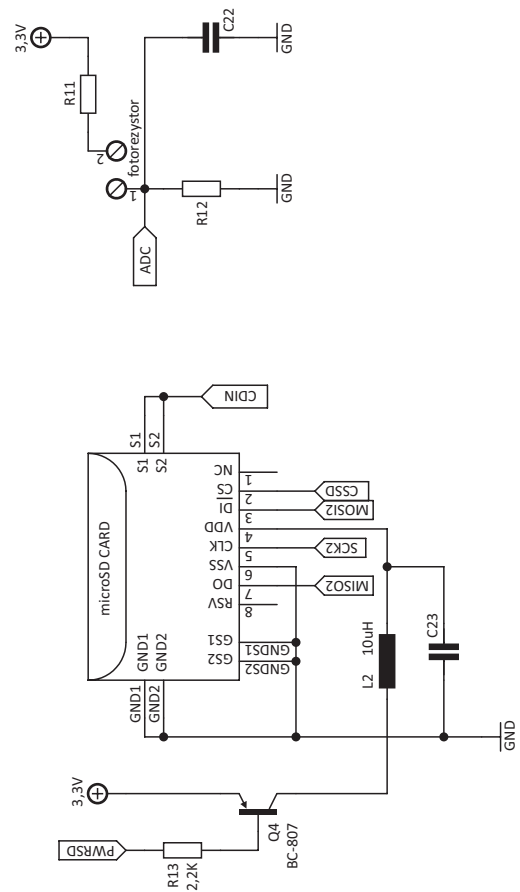 3,3V
R11
2
fotorezystor
1
ADC
R12
GND
C22
GND
microSD CARD
S1
S2
S1
S2
CDIN
GND1
GND2
GND1
GND2
NC
CS
DI
VDD
CLK
VSS
DO
RSV
GS1
GS2
1
2
3
4
5
6
7
8
GNDS1
GNDS2
CSSD
MOSI2
SCK2
MISO2
L2 10uH
C23
GND
3,3V
PWRSD
R13
2,2K
Q4
BC-807